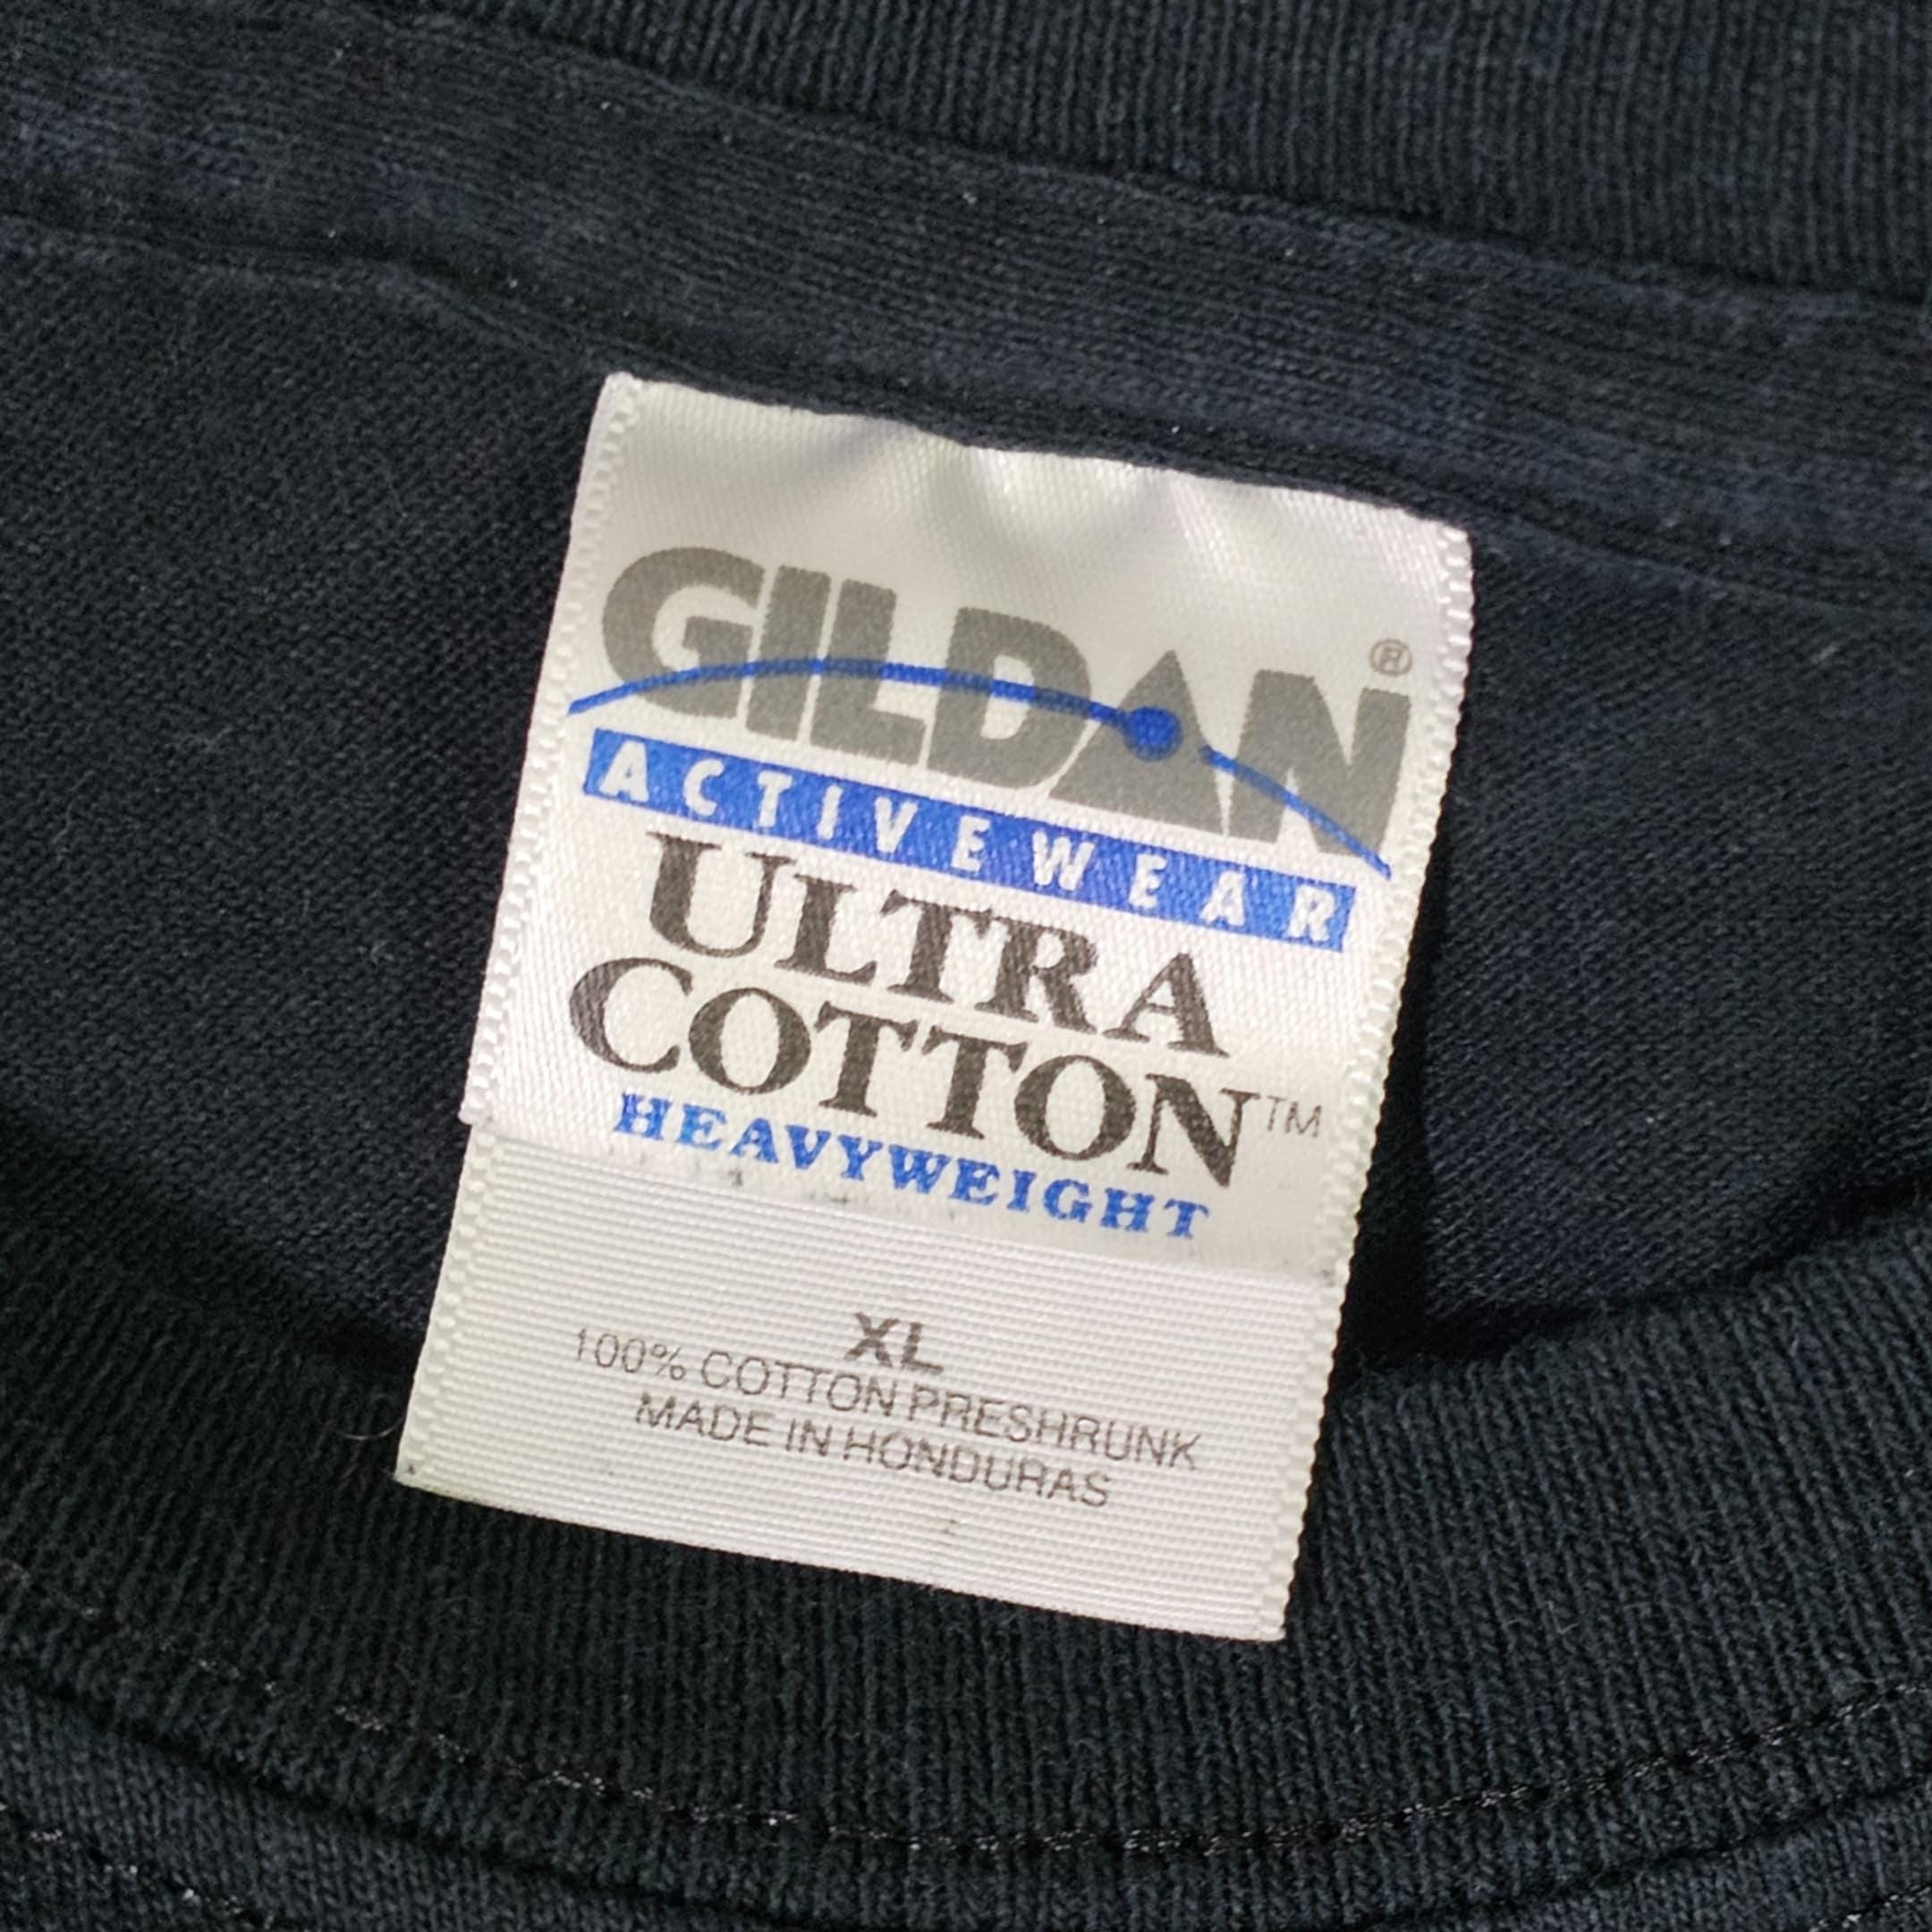 GILDAN®
ACTIVEWEAR
ULTRA
COTTON™
HEAVYWEIGHT
XL
100% COTTON PRESHRUNK
MADE IN HONDURAS